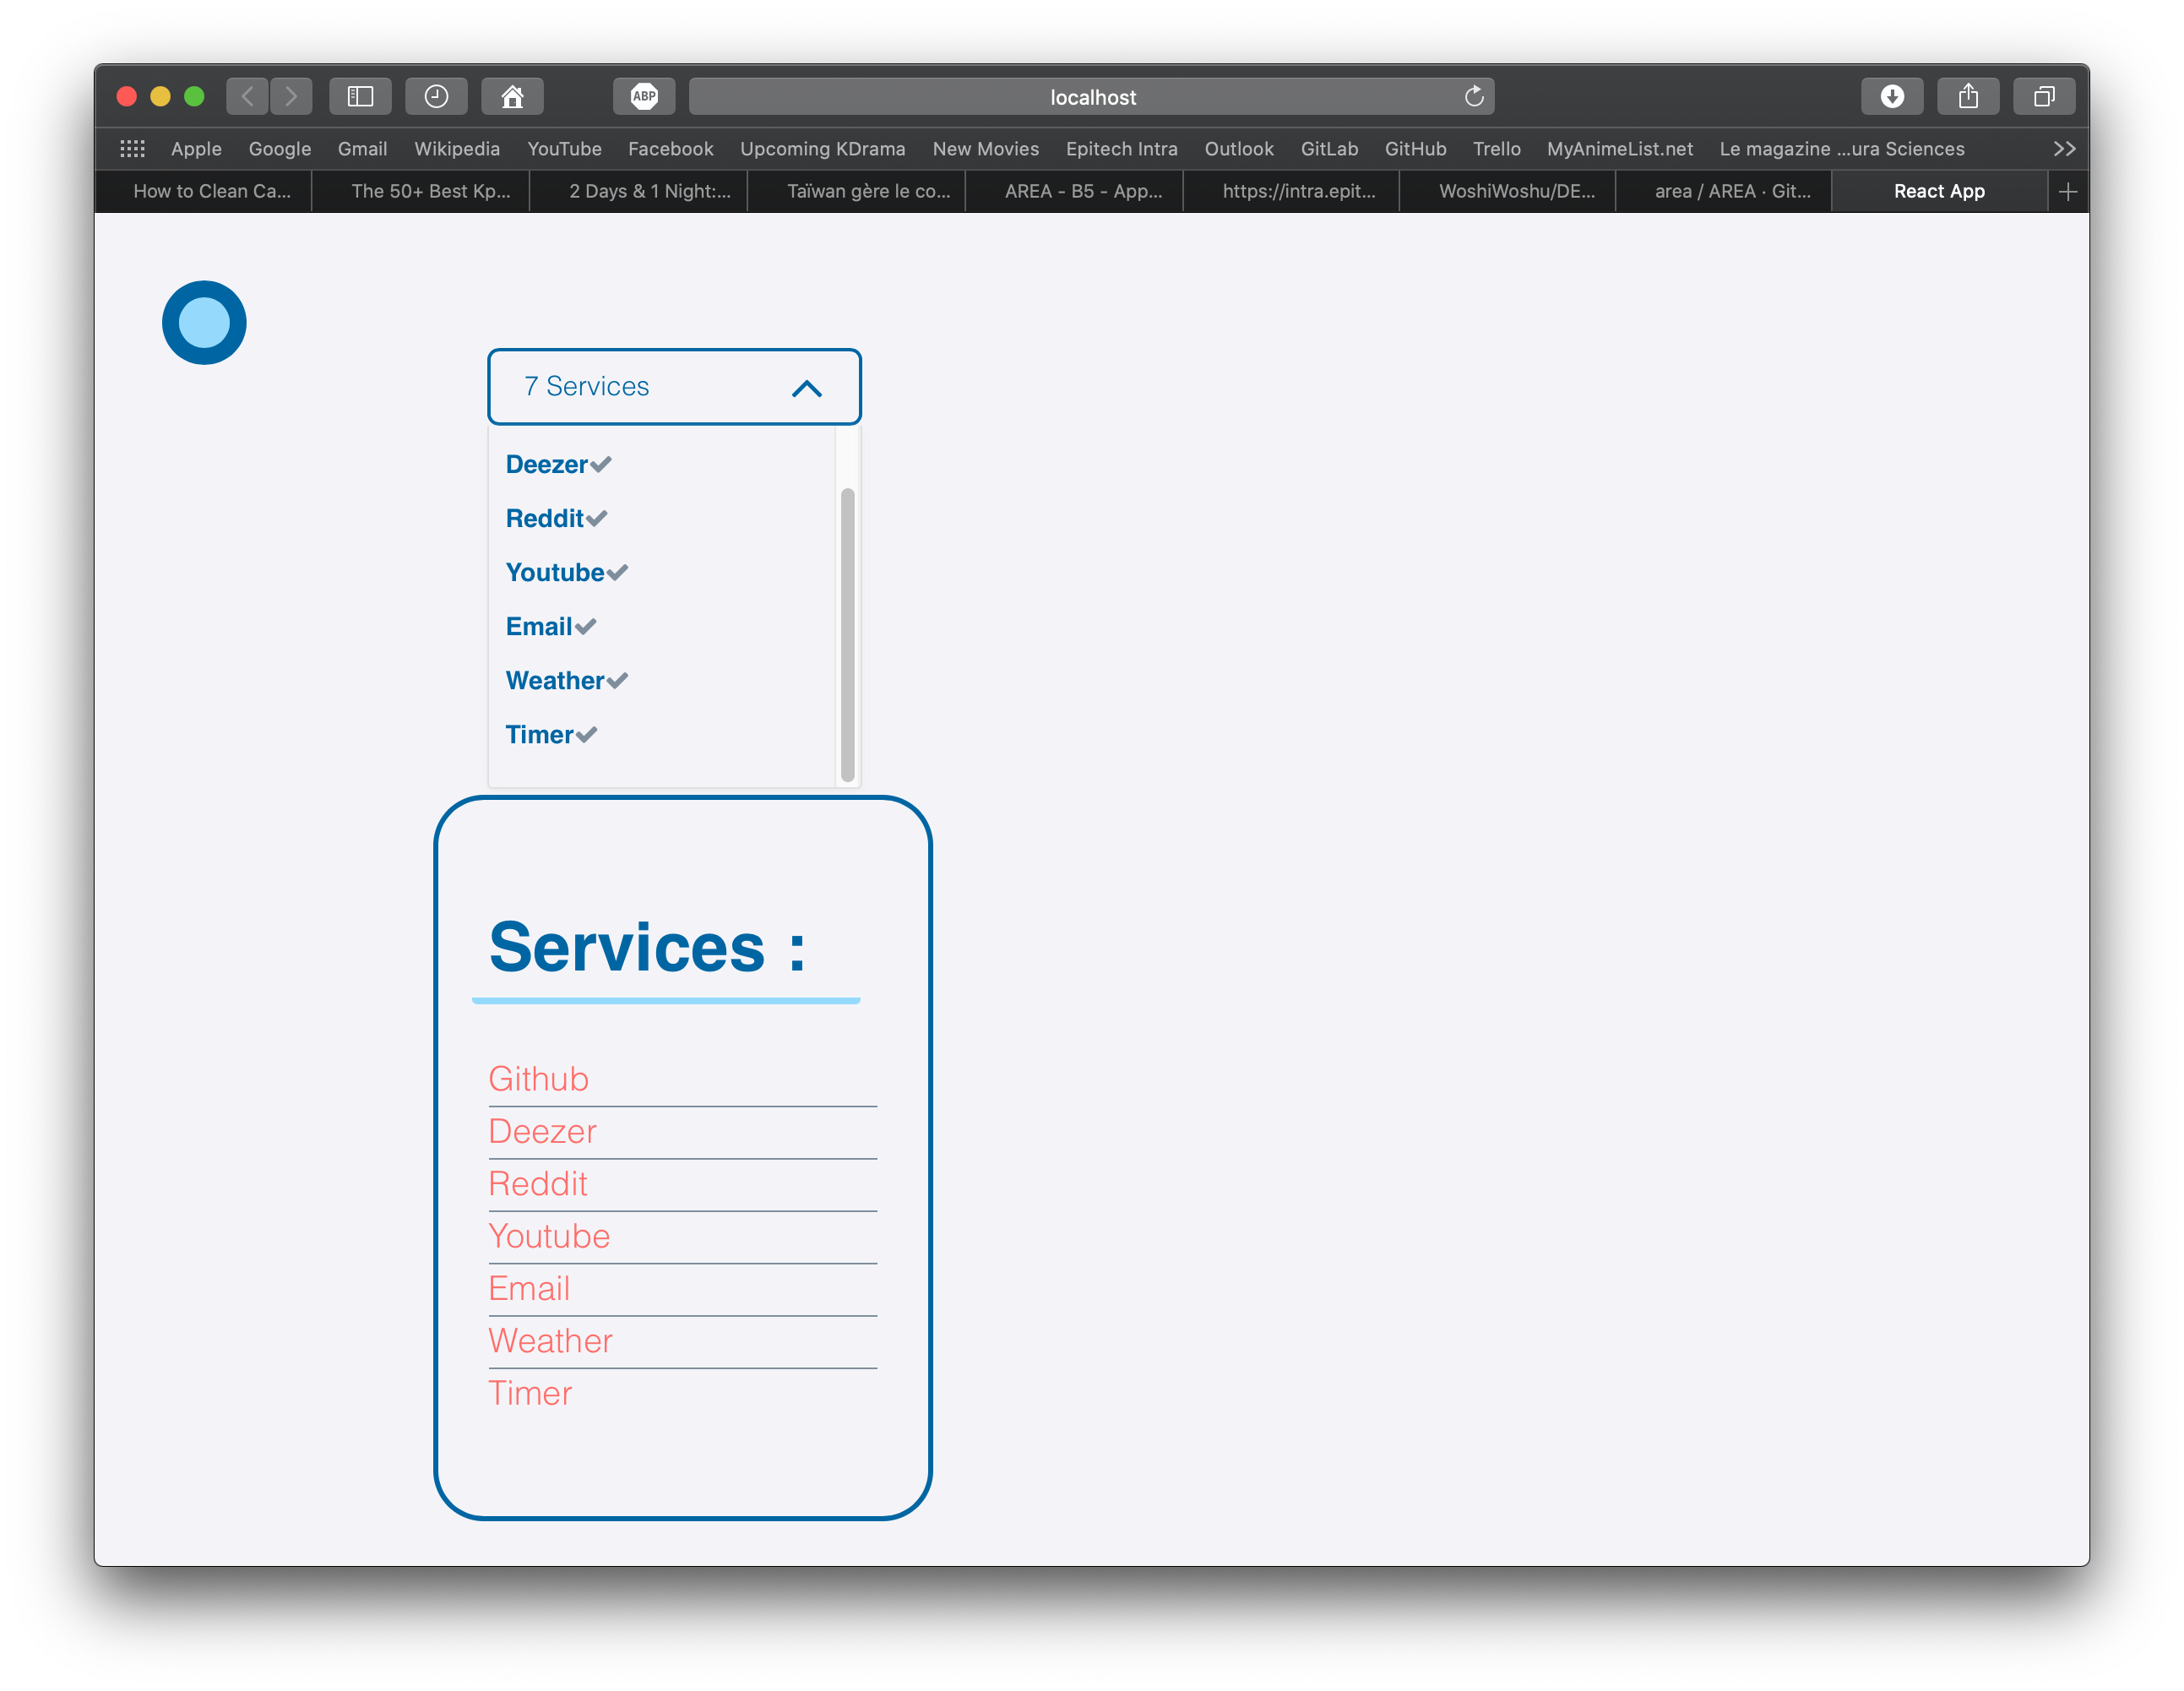 ABP
localhost
Apple Google Gmail Wikipedia YouTube Facebook Upcoming KDrama New Movies Epitech Intra Outlook GitLab GitHub Trello MyAnimeList.net Le magazine ...ura Sciences
How to Clean Ca... The 50+ Best Kp... 2 Days & 1 Night:... Taïwan gère le co... AREA - B5 - App... https://intra.epit... WoshiWoshu/DE... area / AREA · Git... React App
7 Services
Deezer
Reddit
Youtube
Email
Weather
Timer
Services :
Github
Deezer
Reddit
Youtube
Email
Weather
Timer